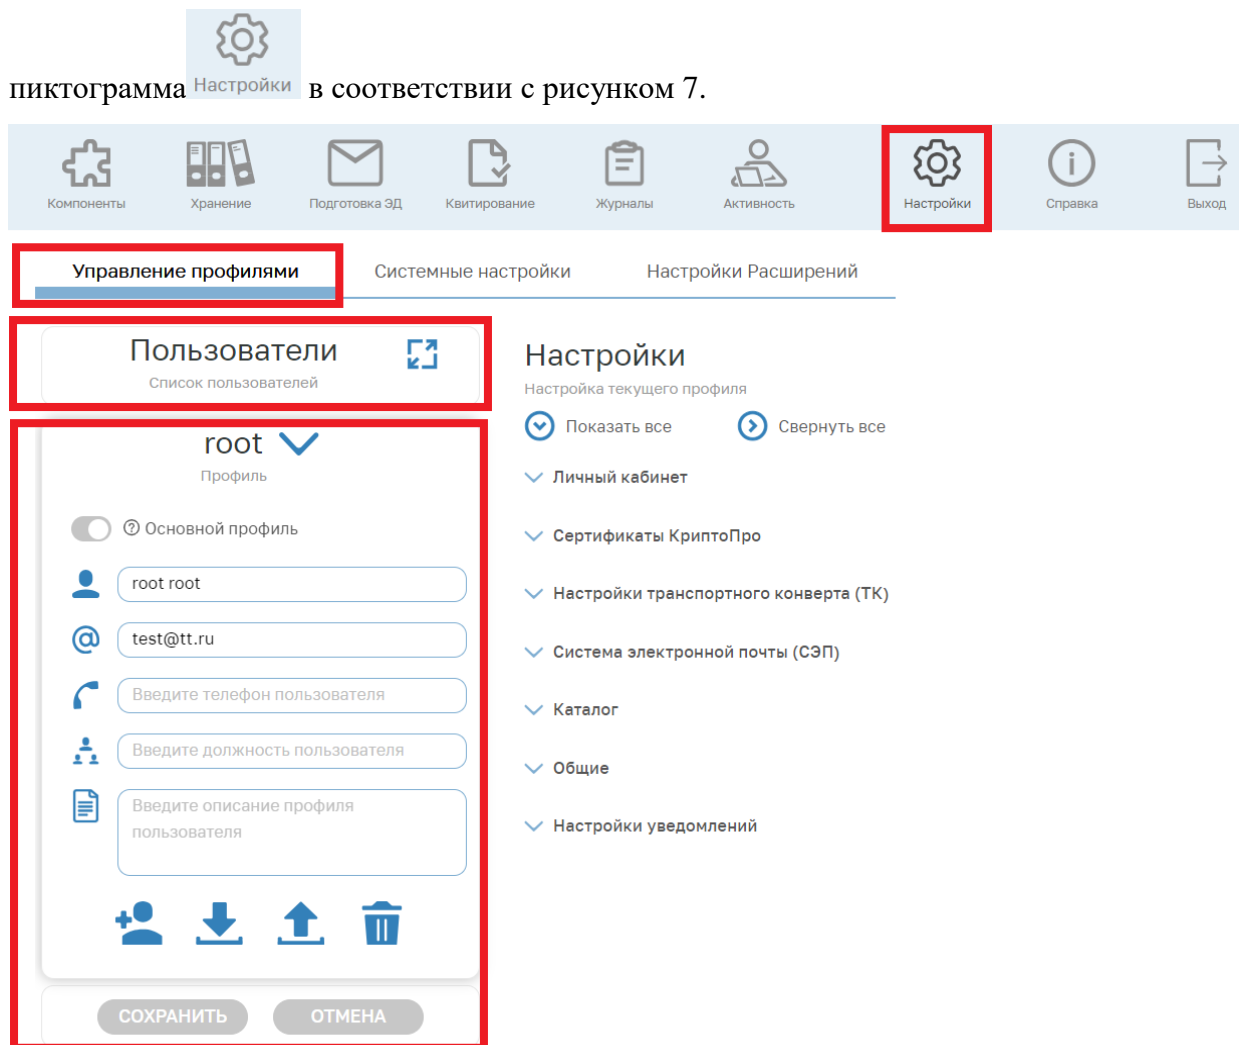 Настройки
пиктограмма в соответствии с рисунком 7.
Компоненты Хранение Подготовка ЭД Квитирование Журналы Активность Настройки Справка Выход
Управление профилями Системные настройки Настройки Расширений
Пользователи
Список пользователей
root
Профиль
Основной профиль
root root
test@tt.ru
Введите телефон пользователя
Введите должность пользователя
Введите описание профиля
пользователя
СОХРАНИТЬ ОТМЕНА
Настройки
Настройка текущего профиля
Показать все Свернуть все
Личный кабинет
Сертификаты КриптоПро
Настройки транспортного конверта (ТК)
Система электронной почты (СЭП)
Каталог
Общие
Настройки уведомлений